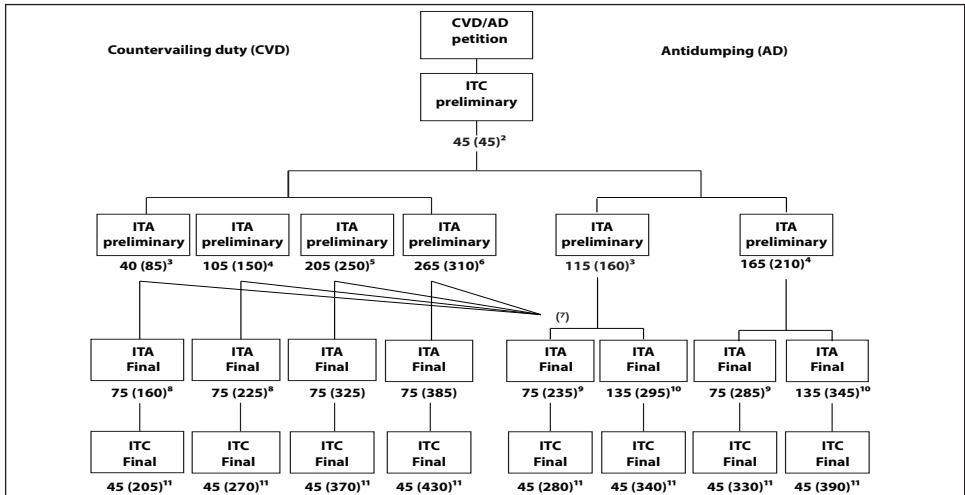 CVD/AD
petition
Countervailing duty (CVD)
Antidumping (AD)
ITC
preliminary
45 (45)²
ITA
preliminary
40 (85)³
ITA
preliminary
105 (150)⁴
ITA
preliminary
205 (250)⁵
ITA
preliminary
265 (310)⁶
ITA
preliminary
115 (160)³
ITA
preliminary
165 (210)⁴
(⁷)
ITA
Final
75 (160)⁸
ITA
Final
75 (225)⁸
ITA
Final
75 (325)
ITA
Final
75 (385)
ITA
Final
75 (235)⁹
ITA
Final
135 (295)¹⁰
ITA
Final
75 (285)⁹
ITA
Final
135 (345)¹⁰
ITC
Final
45 (205)¹¹
ITC
Final
45 (270)¹¹
ITC
Final
45 (370)¹¹
ITC
Final
45 (430)¹¹
ITC
Final
45 (280)¹¹
ITC
Final
45 (340)¹¹
ITC
Final
45 (330)¹¹
ITC
Final
45 (390)¹¹